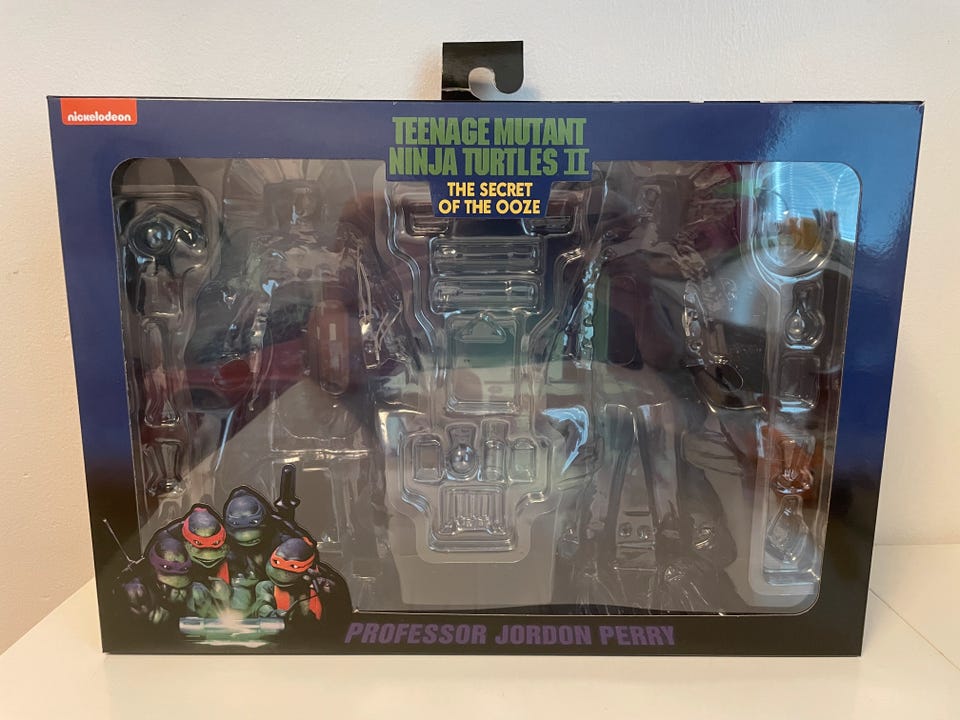 nickelodeon
TEENAGE MUTANT
NINJA TURTLES II
THE SECRET
OF THE OOZE
PROFESSOR JORDON PERRY